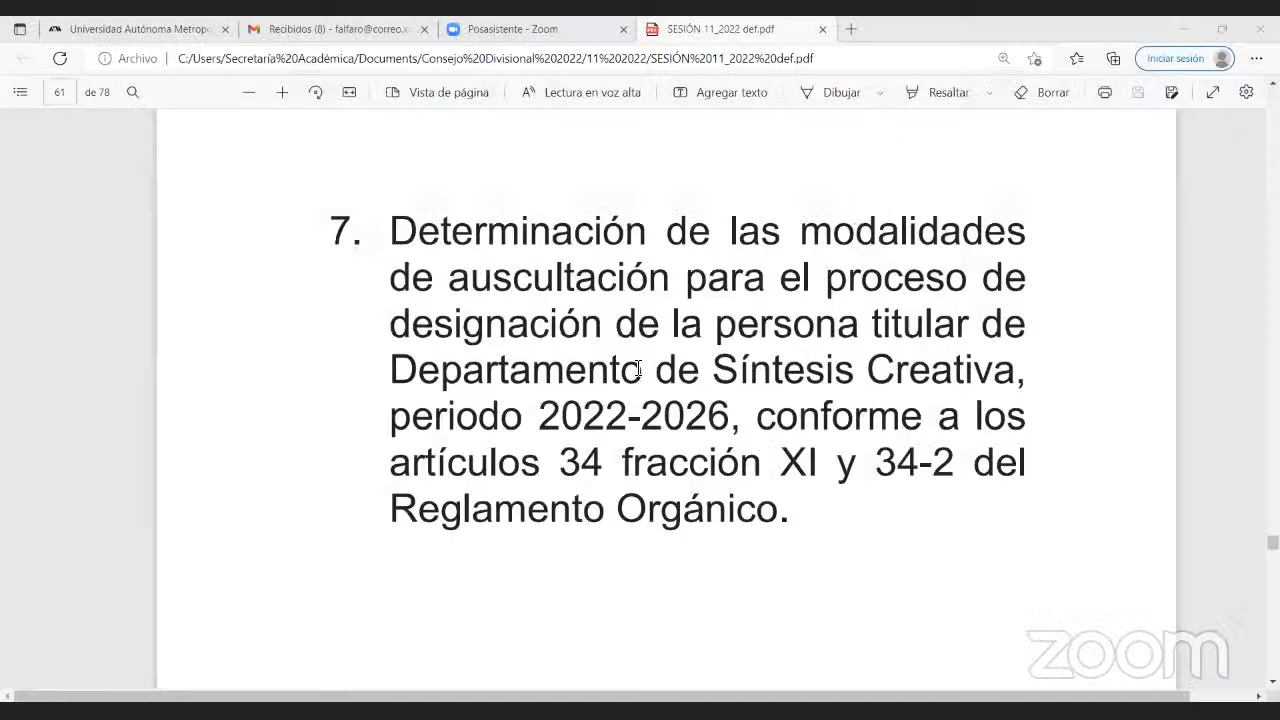 Universidad Autónoma Metropo
Recibidos (8) - falfaro@correo.x
Posasistente - Zoom
SESIÓN 11_2022 def.pdf
Archivo
C:/Users/Secretaría%20Académica/Documents/Consejo%20Divisional%202022/11%202022/SESIÓN%2011_2022%20def.pdf
Iniciar sesión
61
de 78
Vista de página
Lectura en voz alta
Agregar texto
Dibujar
Resaltar
Borrar
7. Determinación de las modalidades
de auscultación para el proceso de
designación de la persona titular de
Departamento de Síntesis Creativa,
periodo 2022-2026, conforme a los
artículos 34 fracción XI y 34-2 del
Reglamento Orgánico.
zoom